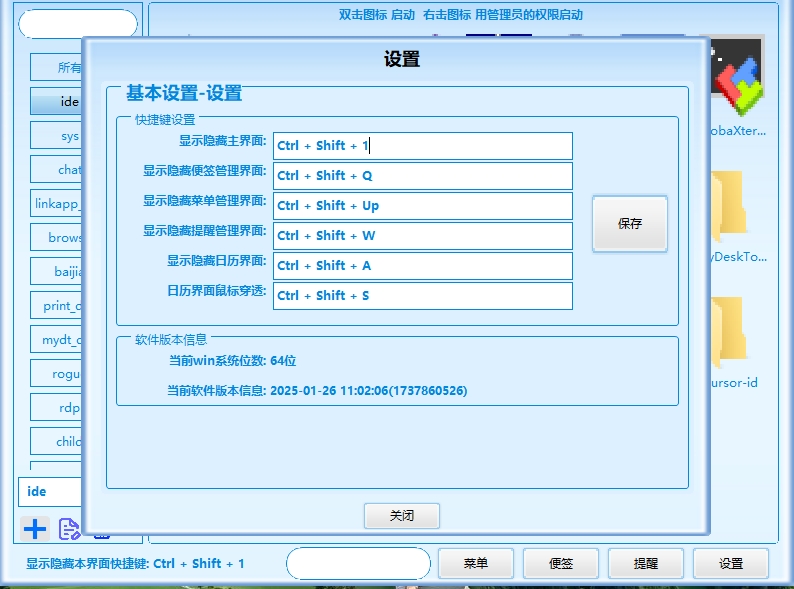 双击图标 启动 右击图标 用管理员的权限启动
设置
基本设置-设置
快捷键设置
显示隐藏主界面: Ctrl + Shift + 1
显示隐藏便签管理界面: Ctrl + Shift + Q
显示隐藏菜单管理界面: Ctrl + Shift + Up
显示隐藏提醒管理界面: Ctrl + Shift + W
显示隐藏日历界面: Ctrl + Shift + A
日历界面鼠标穿透: Ctrl + Shift + S
保存
软件版本信息
当前win系统位数: 64位
当前软件版本信息: 2025-01-26 11:02:06(1737860526)
关闭
所有
ide
sys
chat
linkapp_
brows
baijia
print_c
mydt_c
rogu
rdp
child
ide
obaXter...
yDeskTo...
ursor-id
显示隐藏本界面快捷键: Ctrl + Shift + 1
菜单
便签
提醒
设置